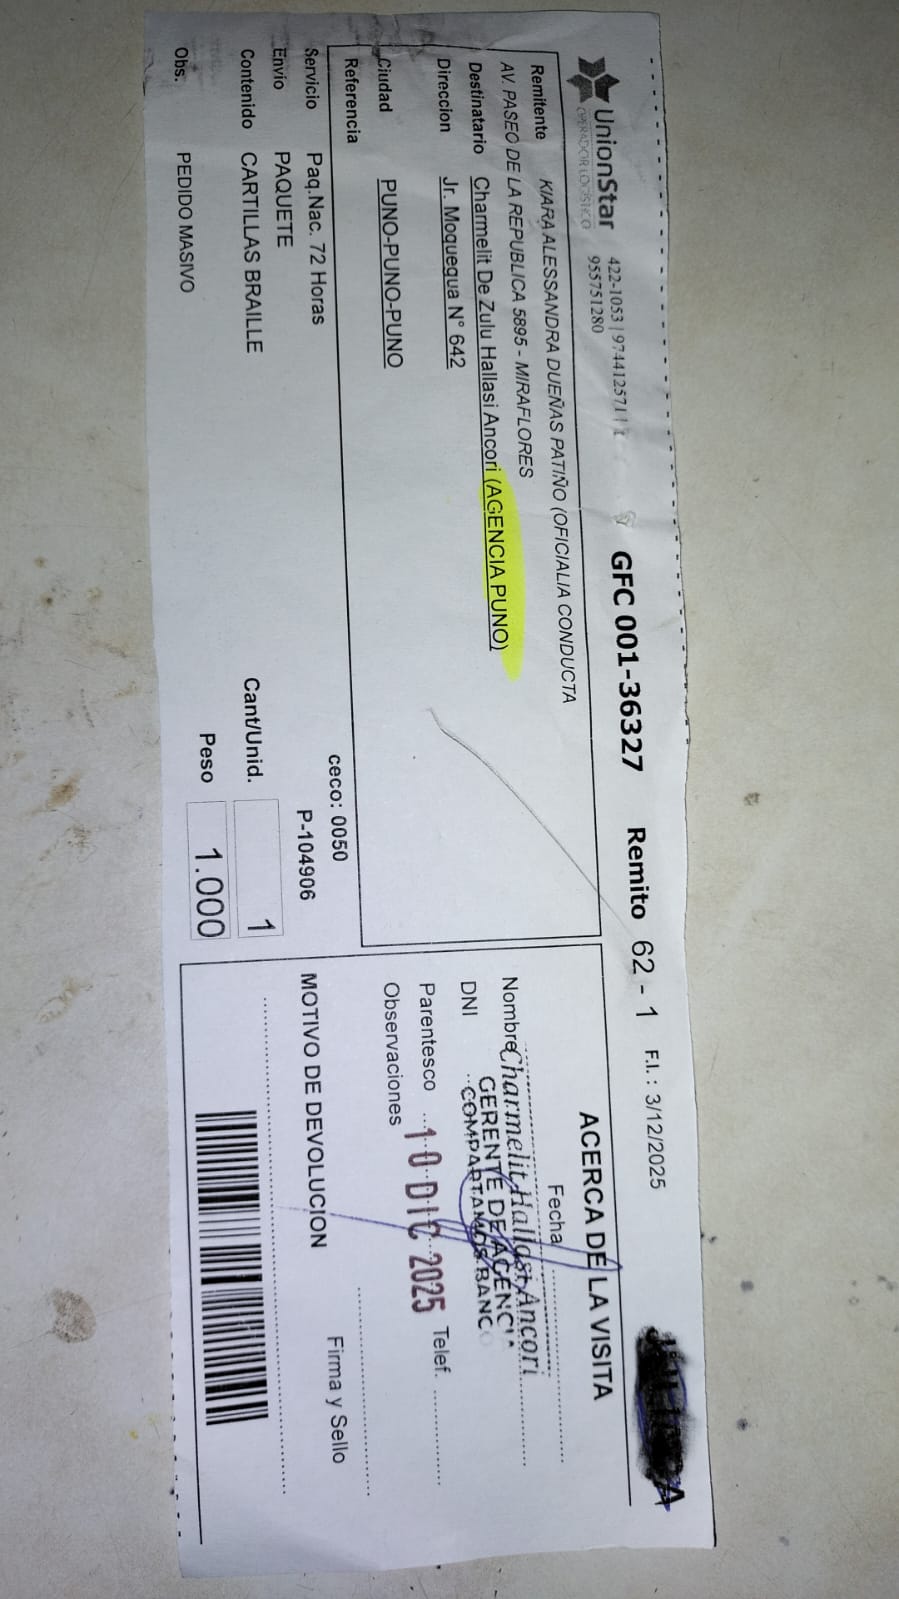 UnionStar
OPERADOR LOGISTICO
422-1053 | 974412571 |
955751280
GFC 001-36327
Remito 62 - 1
F.I. : 3/12/2025
Remitente KIARA ALESSANDRA DUEÑAS PATIÑO (OFICIALIA CONDUCTA
AV. PASEO DE LA REPUBLICA 5895 - MIRAFLORES
Destinatario Charmelit De Zulu Hallasi Ancori (AGENCIA PUNO)
Direccion Jr. Moquegua N° 642
Ciudad PUNO-PUNO-PUNO
Referencia
ceco: 0050
Servicio Paq.Nac. 72 Horas
P-104906
Envio PAQUETE
Contenido CARTILLAS BRAILLE
Cant/Unid. 1
Obs. PEDIDO MASIVO
Peso 1.000
ACERCA DE LA VISITA
Fecha
Nombre
Charmelit Hallasi Ancori
GERENTE DE AGENCIA
DNI
COMPARTAMOS BANCO
Parentesco
10 DIC 2025
Telef.
Observaciones
Firma y Sello
MOTIVO DE DEVOLUCION